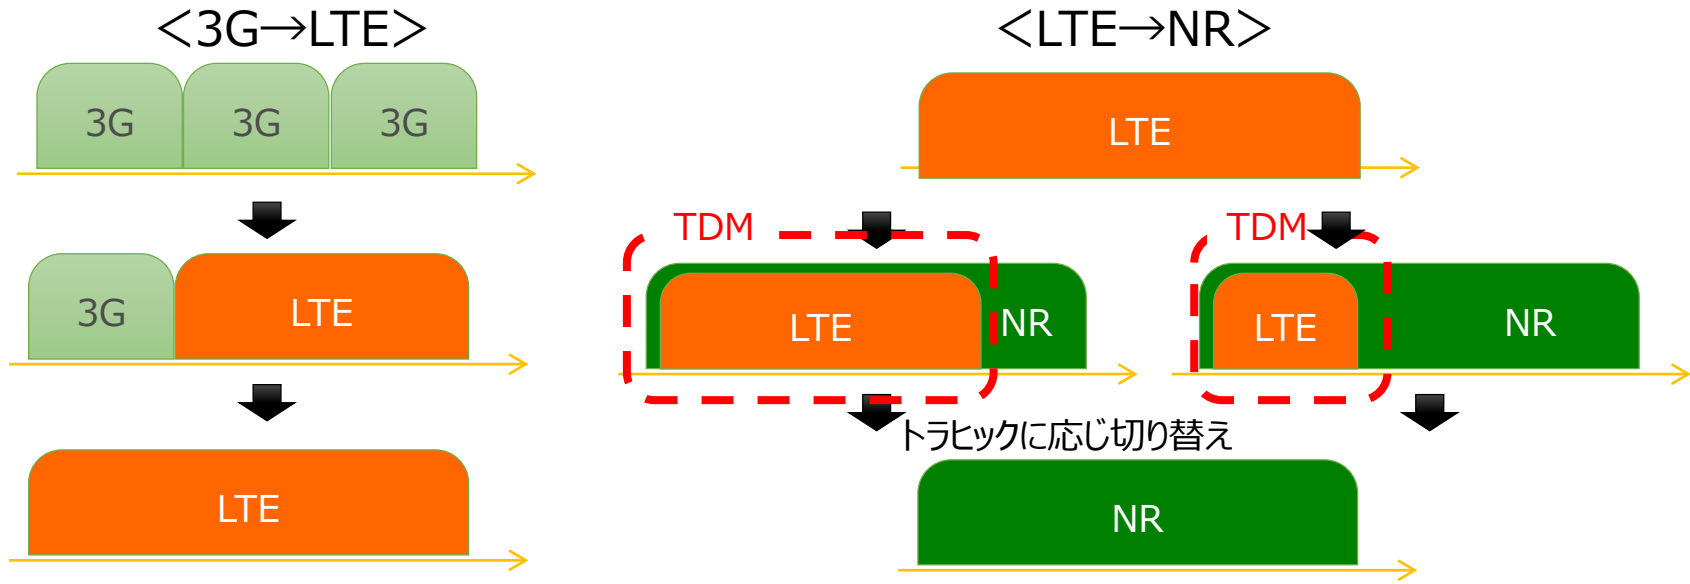 <3G→LTE>
3G 3G 3G
3G LTE
LTE
<LTE→NR>
LTE
TDM TDM
LTE NR LTE NR
トラヒックに応じ切り替え
NR